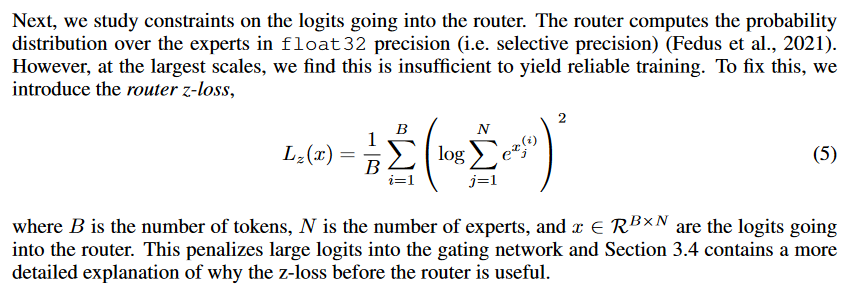 Next, we study constraints on the logits going into the router. The router computes the probability
distribution over the experts in float32 precision (i.e. selective precision) (Fedus et al., 2021).
However, at the largest scales, we find this is insufficient to yield reliable training. To fix this, we
introduce the router z-loss,
L_z(x) = \frac{1}{B} \sum_{i=1}^{B} \left( \log \sum_{j=1}^{N} e^{x_j^{(i)}} \right)^2 (5)
where B is the number of tokens, N is the number of experts, and x ∈ \mathcal{R}^{B×N} are the logits going
into the router. This penalizes large logits into the gating network and Section 3.4 contains a more
detailed explanation of why the z-loss before the router is useful.